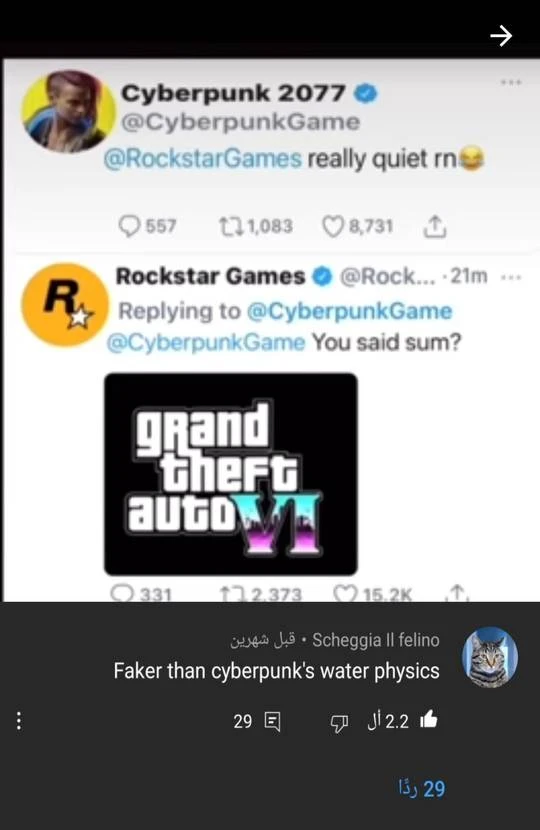 Cyberpunk 2077
@CyberpunkGame
@RockstarGames really quiet rn😂
557 1,083 8,731
Rockstar Games @Rock... · 21m
Replying to @CyberpunkGame
@CyberpunkGame You said sum?
grand
theft
auto VI
331 2,373 15.2K
Scheggia Il felino • قبل شهرين
Faker than cyberpunk's water physics
2.2 أل 29
29 ردًا